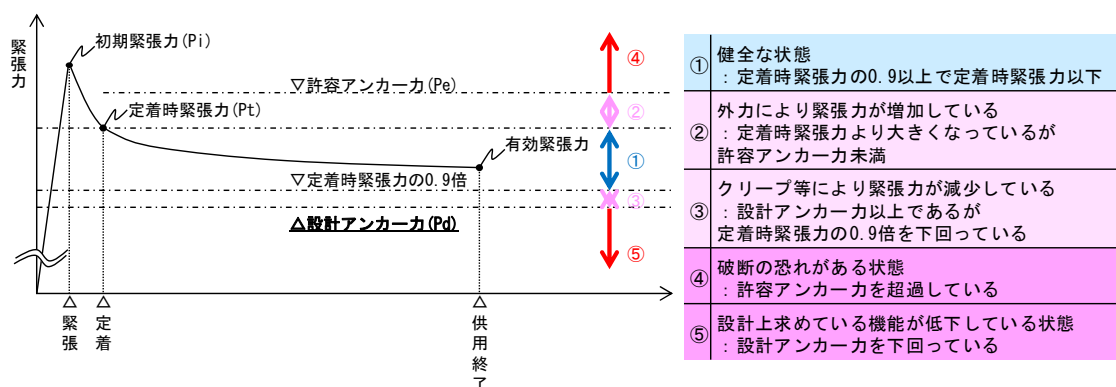 緊張力
初期緊張力(Pi)
▽許容アンカー力(Pe)
定着時緊張力(Pt)
有効緊張力
▽定着時緊張力の0.9倍
△設計アンカー力(Pd)
④
②
①
③
⑤
△緊張
△定着
△供用終了
① 健全な状態
：定着時緊張力の0.9以上で定着時緊張力以下
② 外力により緊張力が増加している
：定着時緊張力より大きくなっているが
許容アンカー力未満
③ クリープ等により緊張力が減少している
：設計アンカー力以上であるが
定着時緊張力の0.9倍を下回っている
④ 破断の恐れがある状態
：許容アンカー力を超過している
⑤ 設計上求めている機能が低下している状態
：設計アンカー力を下回っている